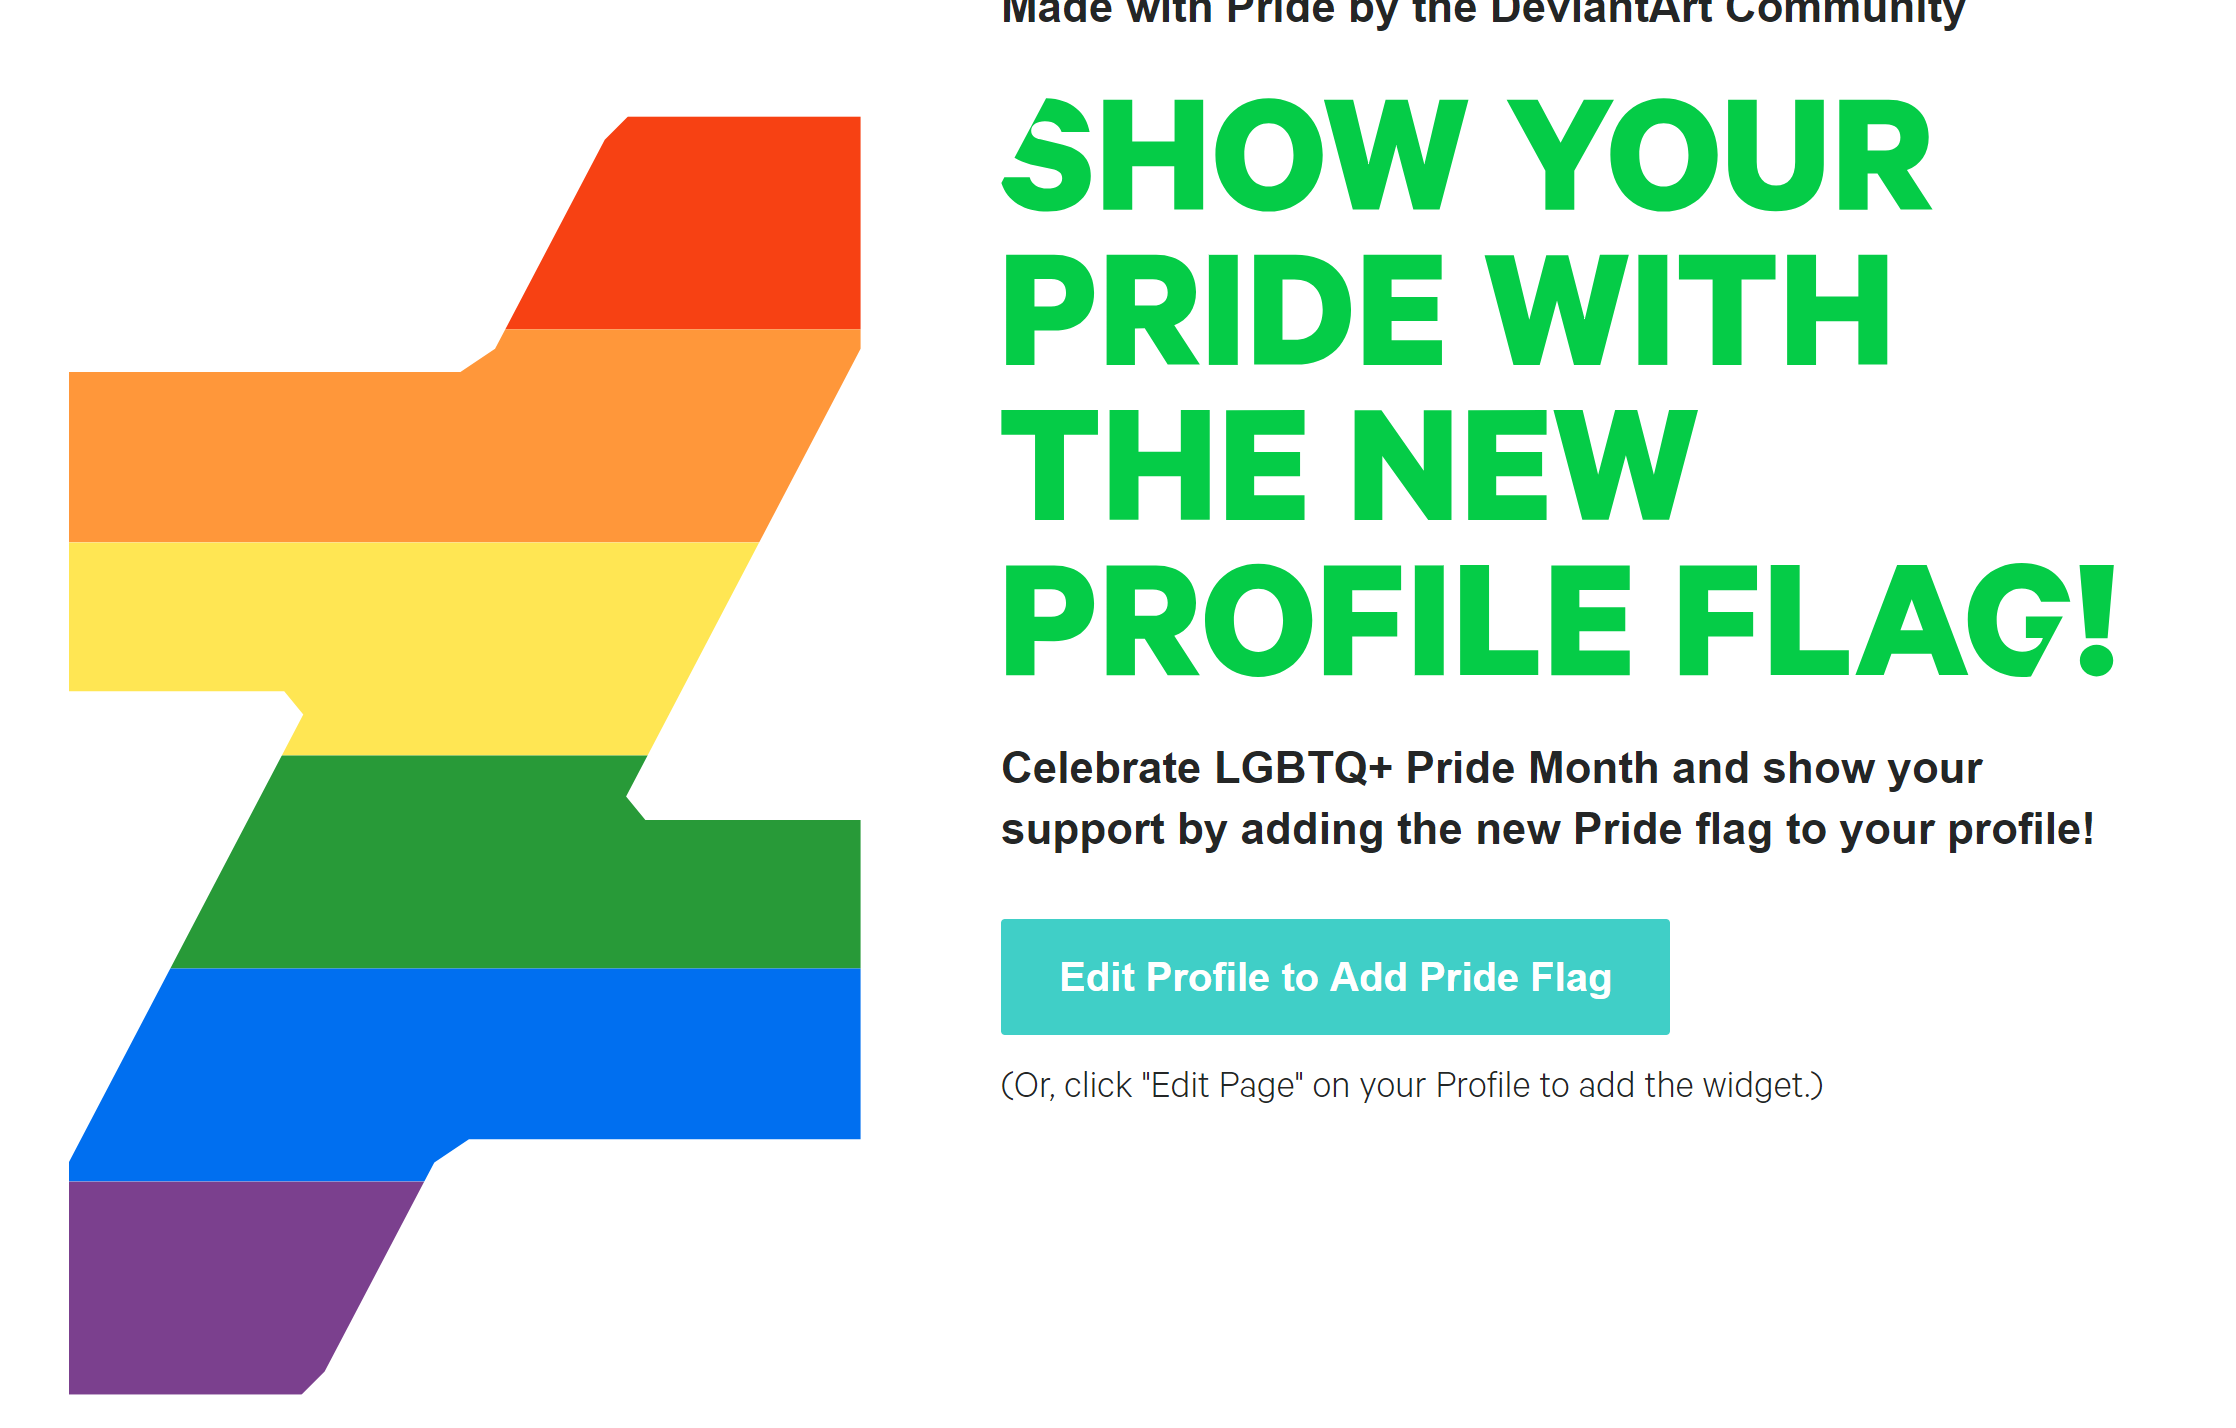 Made with Pride by the DeviantArt Community
SHOW YOUR
PRIDE WITH
THE NEW
PROFILE FLAG!
Celebrate LGBTQ+ Pride Month and show your
support by adding the new Pride flag to your profile!
Edit Profile to Add Pride Flag
(Or, click "Edit Page" on your Profile to add the widget.)